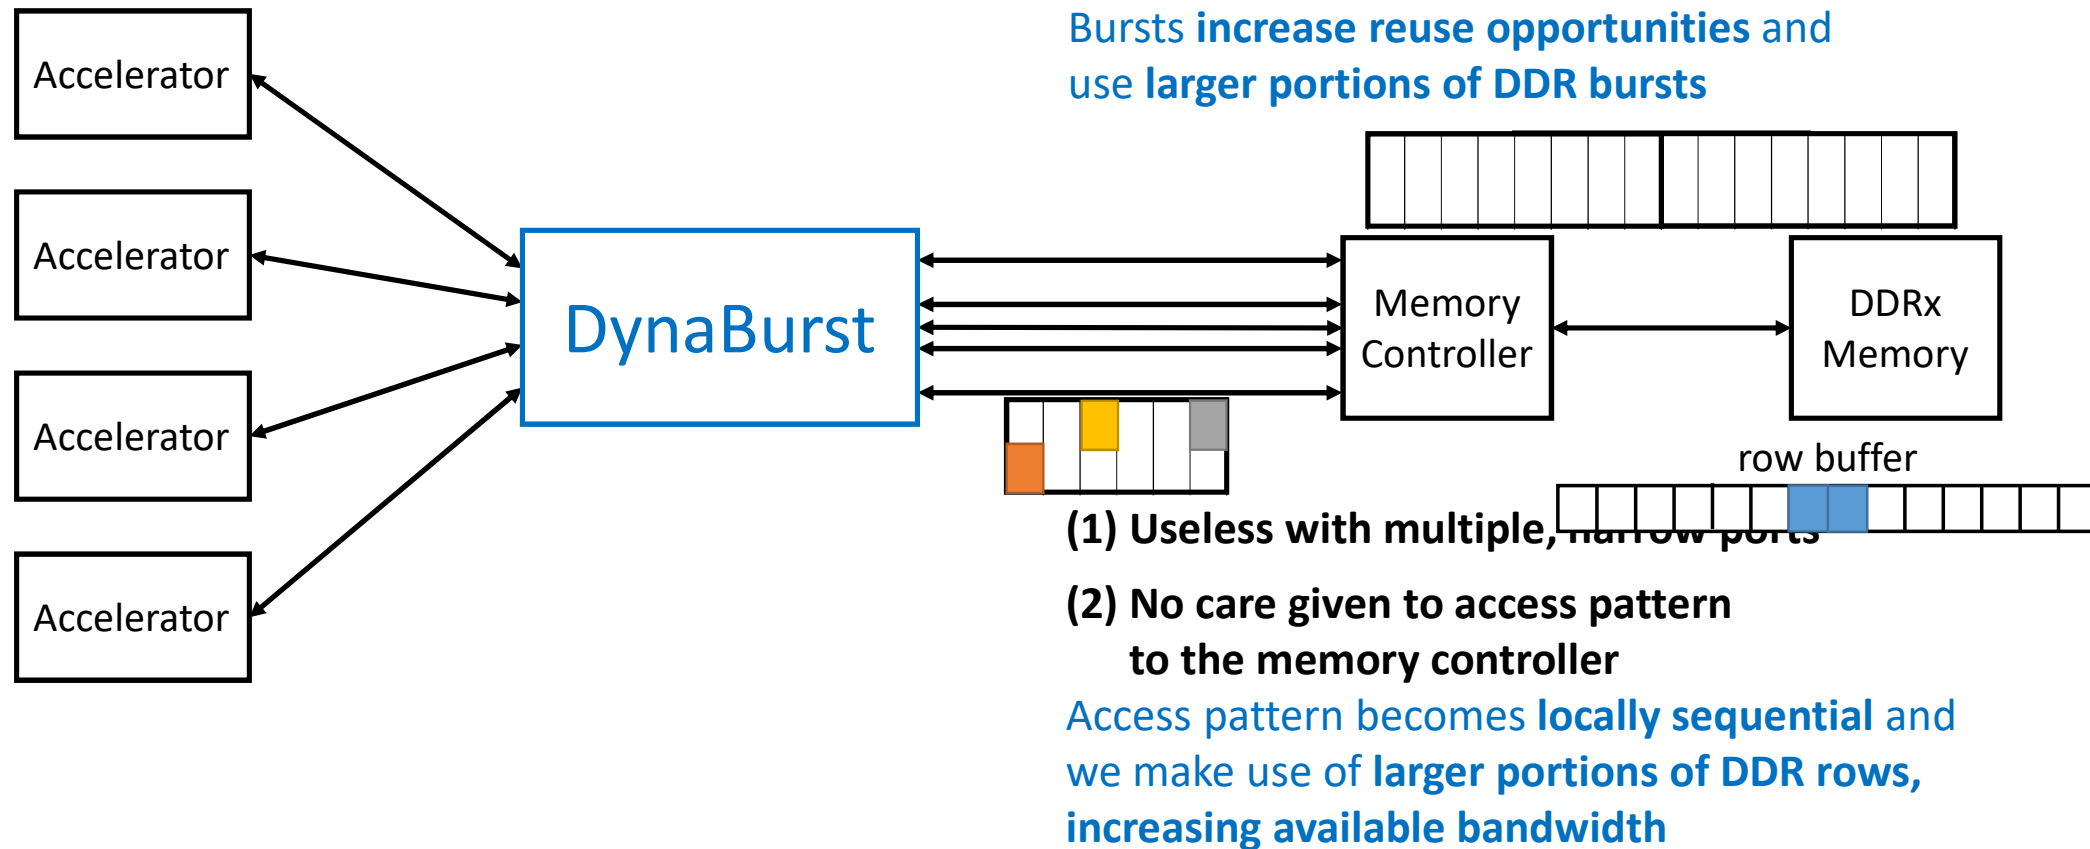 Bursts increase reuse opportunities and
use larger portions of DDR bursts
Accelerator
Accelerator
Accelerator
Accelerator
DynaBurst
Memory
Controller
DDRx
Memory
row buffer
(1) Useless with multiple, narrow ports
(2) No care given to access pattern
to the memory controller
Access pattern becomes locally sequential and
we make use of larger portions of DDR rows,
increasing available bandwidth